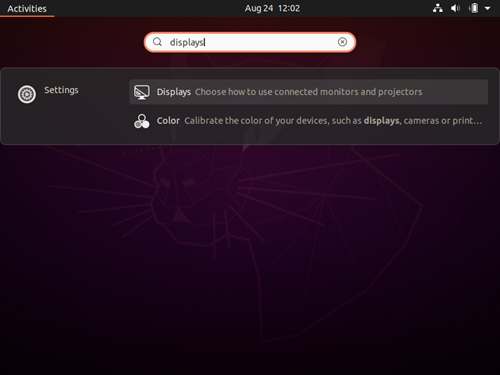 Activities
Aug 24 12:02
displays
Settings
Displays Choose how to use connected monitors and projectors
Color Calibrate the color of your devices, such as displays, cameras or print…